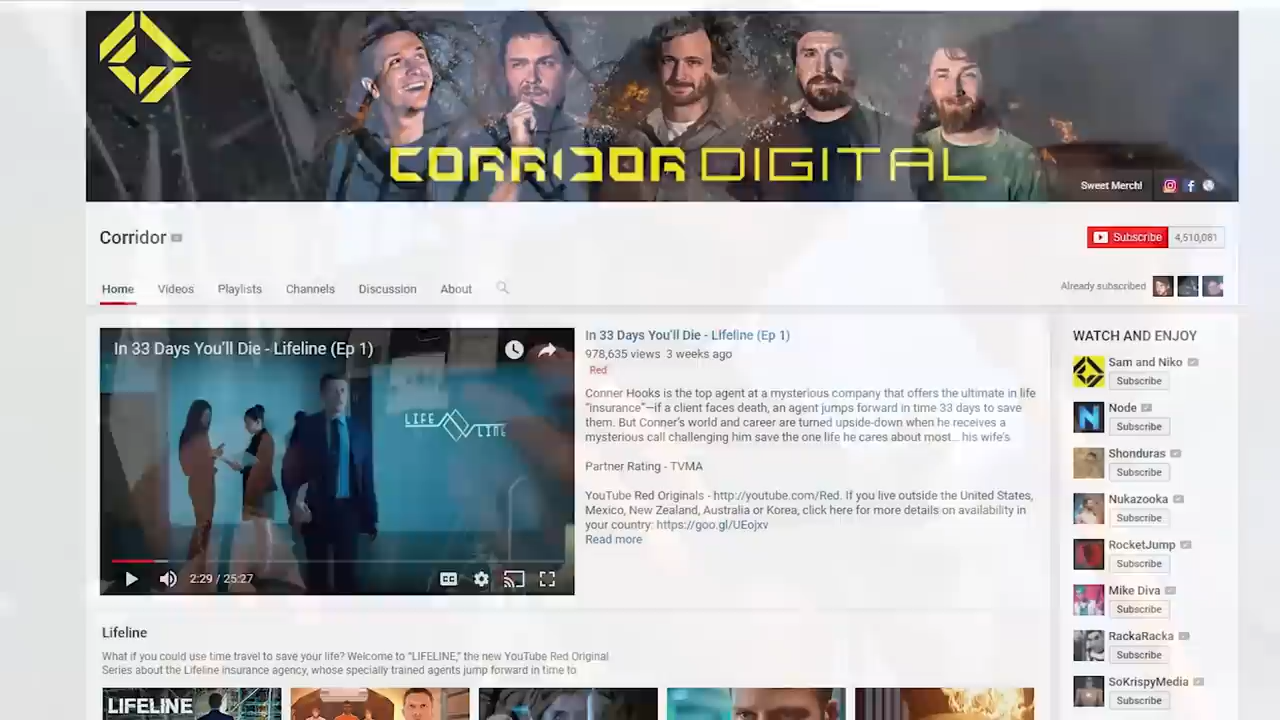 CORRIDOR DIGITAL
Sweet Merch!
Corridor
Subscribe 4,510,081
Home Videos Playlists Channels Discussion About
Already subscribed
In 33 Days You'll Die - Lifeline (Ep 1)
LIFE LINE
2:29 / 25:27
CC
In 33 Days You'll Die - Lifeline (Ep 1)
978,635 views 3 weeks ago
Red
Conner Hooks is the top agent at a mysterious company that offers the ultimate in life
"insurance"—if a client faces death, an agent jumps forward in time 33 days to save
them. But Conner's world and career are turned upside-down when he receives a
mysterious call challenging him save the one life he cares about most... his wife's
Partner Rating - TVMA
YouTube Red Originals - http://youtube.com/Red. If you live outside the United States,
Mexico, New Zealand, Australia or Korea, click here for more details on availability in
your country: https://goo.gl/UEojxv
Read more
WATCH AND ENJOY
Sam and Niko
Subscribe
Node
Subscribe
Shonduras
Subscribe
Nukazooka
Subscribe
RocketJump
Subscribe
Mike Diva
Subscribe
RackaRacka
Subscribe
SoKrispyMedia
Subscribe
Lifeline
What if you could use time travel to save your life? Welcome to "LIFELINE," the new YouTube Red Original
Series about the Lifeline insurance agency, whose specially trained agents jump forward in time to
LIFELINE